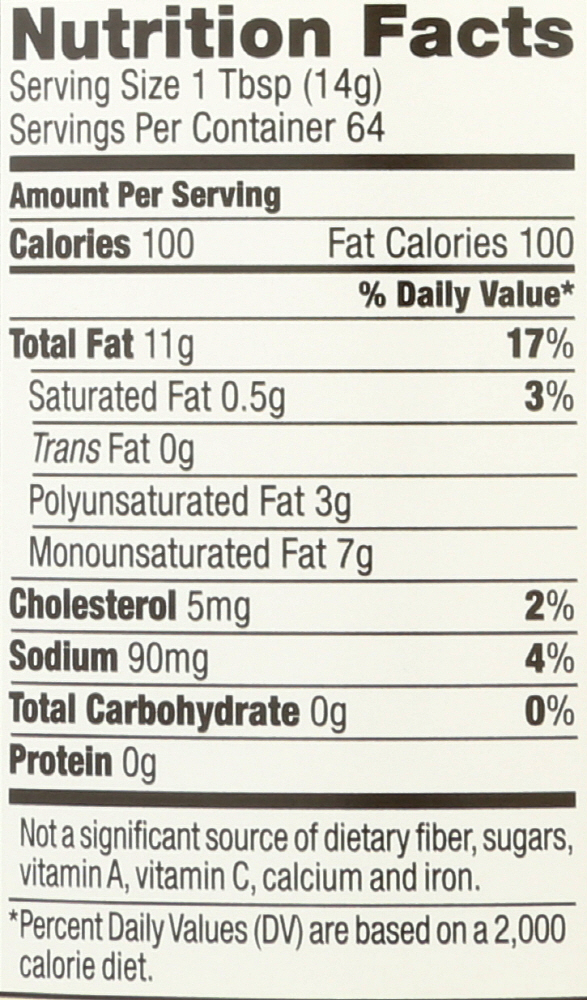 Nutrition Facts
Serving Size 1 Tbsp (14g)
Servings Per Container 64
Amount Per Serving
Calories 100 Fat Calories 100
% Daily Value*
Total Fat 11g 17%
Saturated Fat 0.5g 3%
Trans Fat 0g
Polyunsaturated Fat 3g
Monounsaturated Fat 7g
Cholesterol 5mg 2%
Sodium 90mg 4%
Total Carbohydrate 0g 0%
Protein 0g
Not a significant source of dietary fiber, sugars,
vitamin A, vitamin C, calcium and iron.
*Percent Daily Values (DV) are based on a 2,000
calorie diet.